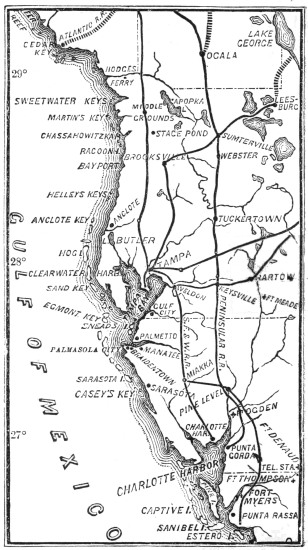 REEF
CEDAR KEY
ATLANTIC R.R.
OCALA
LAKE GEORGE
29°
HODGES
FERRY
SWEETWATER KEYS
MIDDLE GROUNDS
APOPKA
LEESBURG
MARTIN'S KEY
CHASSAHOWITZKA
STAGE POND
SUMTERVILLE
RACOON I.
BAYPORT
BROOKSVILLE
WEBSTER
HELLEYS KEYS
ANCLOTE KEY
ANCLOTE
TUCKERTOWN
L. BUTLER
HOG I.
28°
TAMPA
CLEARWATER HARB.
BARTOW
SAND KEY
WELDON
KEYSVILLE
FT MEADE
EGMONT KEY
GULF CITY
SNEADS I.
PALMETTO
PENINSULAR R.R.
PALMASOLA CITY
MANATEE
BRAIDENTOWN
MIAKKA
SARASOTA I.
SARASOTA
CASEY'S KEY
PINE LEVEL
OGDEN
27°
CHARLOTTE HAR.
FT DENAUD
PUNTA GORDA
CHARLOTTE HARBOR
TEL. STA.
FT THOMPSON
FORT MYERS
CAPTIVE I.
PUNTA RASSA
SANIBEL I.
ESTERO I.
GULF OF MEXICO